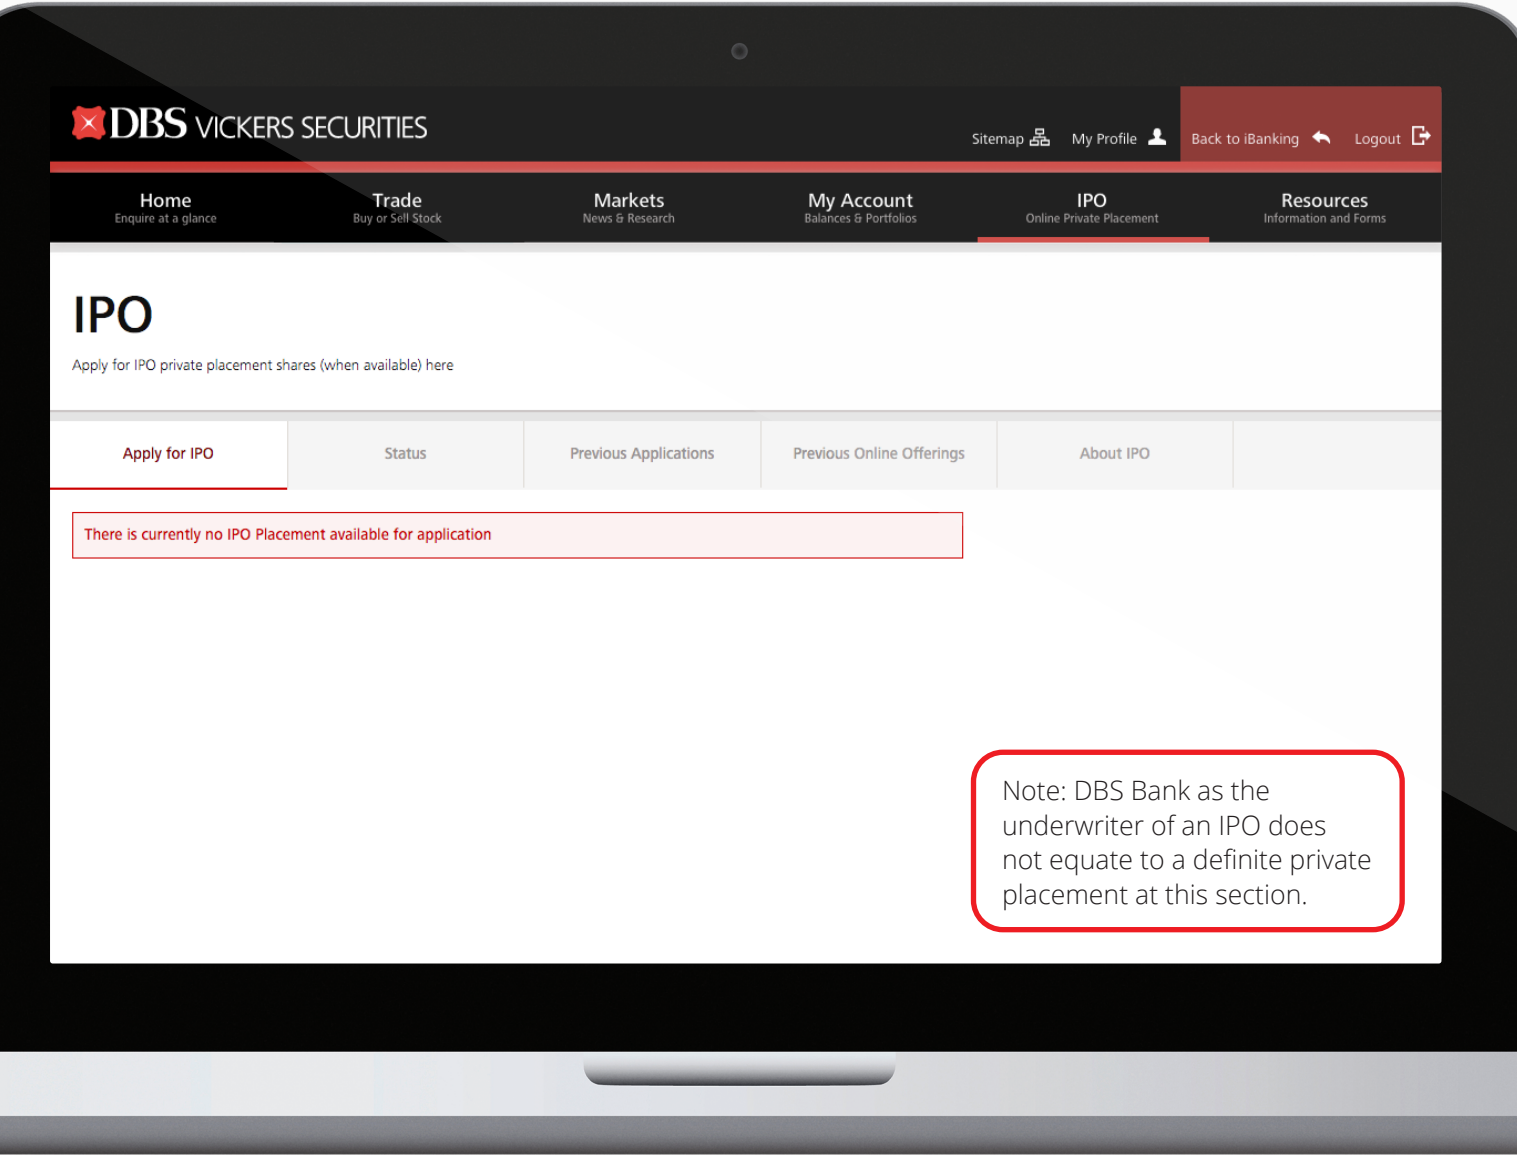 DBS VICKERS SECURITIES
Sitemap My Profile Back to iBanking Logout
Home Trade Markets My Account IPO Resources
Enquire at a glance Buy or Sell Stock News & Research Balances & Portfolios Online Private Placement Information and Forms
IPO
Apply for IPO private placement shares (when available) here
Apply for IPO Status Previous Applications Previous Online Offerings About IPO
There is currently no IPO Placement available for application
Note: DBS Bank as the
underwriter of an IPO does
not equate to a definite private
placement at this section.